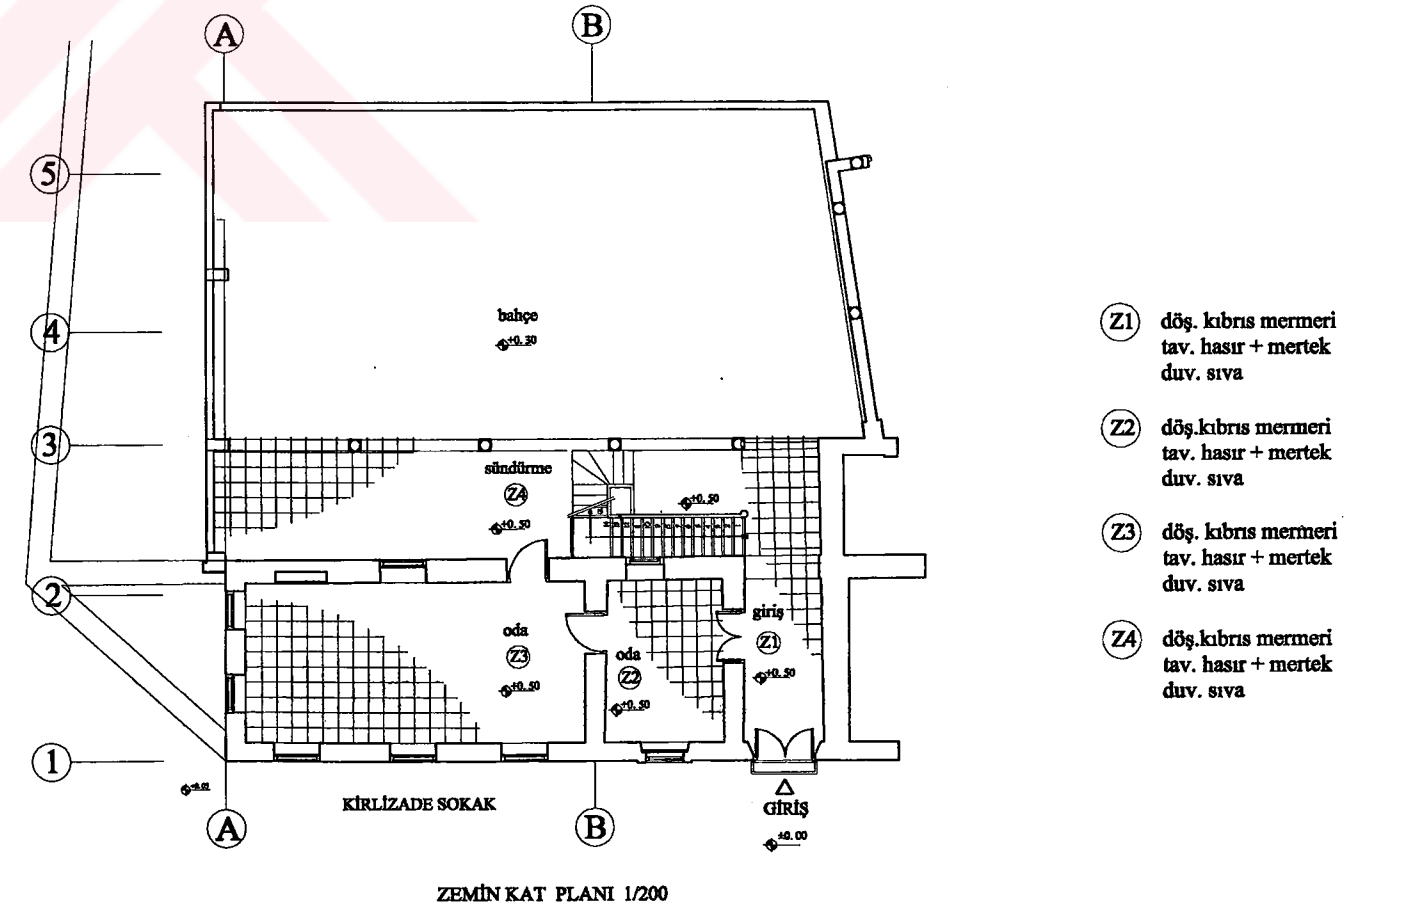 A
B
5
4
3
2
1
bahçe
+0.30
sündürme
Z4
+0.50
+0.50
oda
Z3
+0.50
oda
Z2
+0.50
giriş
Z1
+0.50
KİRLİZADE SOKAK
GİRİŞ
±0.00
A
B
ZEMİN KAT PLANI 1/200
Z1 döş. kıbrıs mermeri
tav. hasır + mertek
duv. sıva
Z2 döş.kıbrıs mermeri
tav. hasır + mertek
duv. sıva
Z3 döş. kıbrıs mermeri
tav. hasır + mertek
duv. sıva
Z4 döş.kıbrıs mermeri
tav. hasır + mertek
duv. sıva